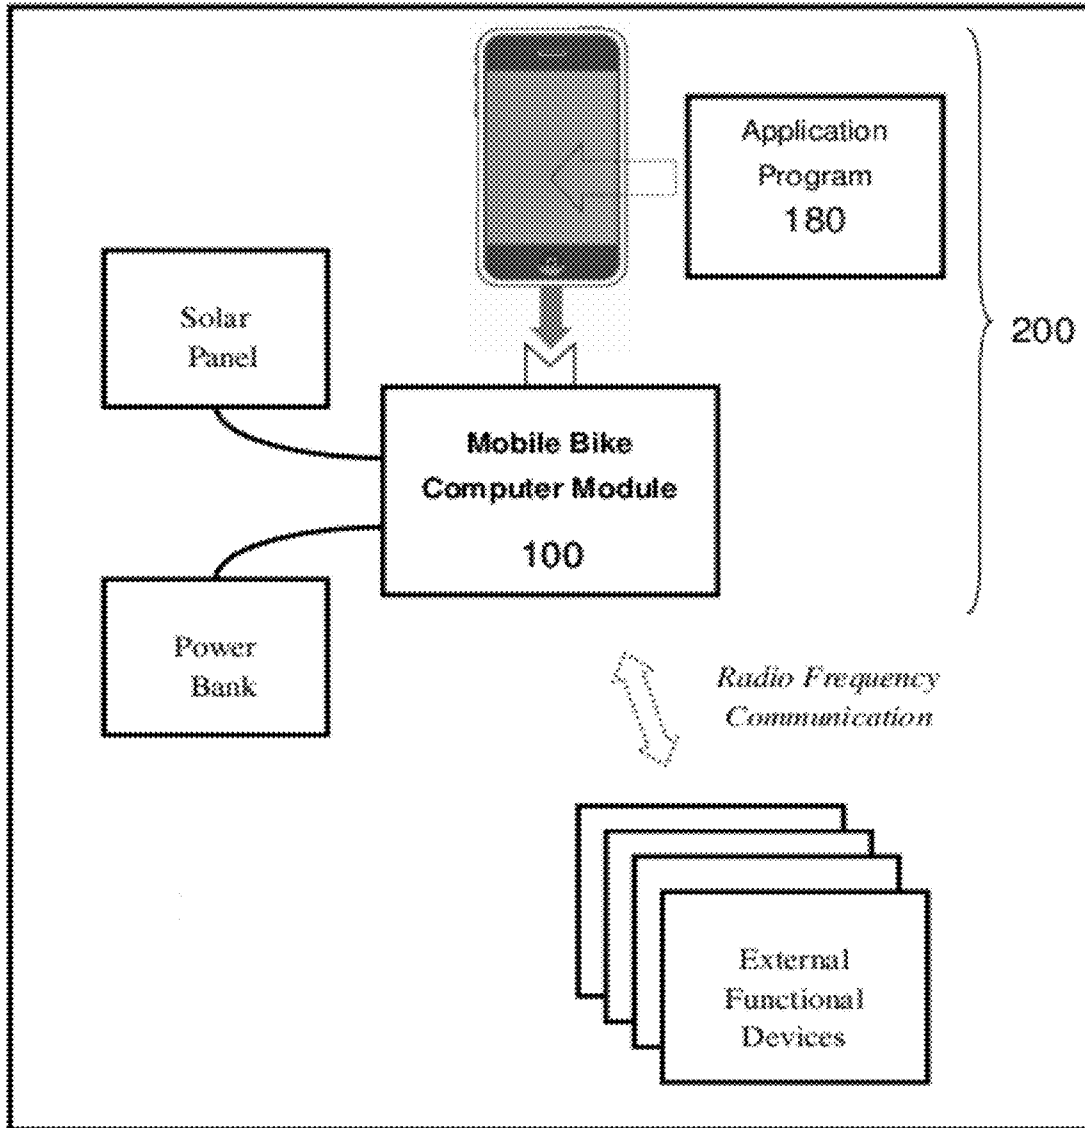 Application
Program
180
200
Solar
Panel
Mobile Bike
Computer Module
100
Power
Bank
Radio Frequency
Communication
External
Functional
Devices